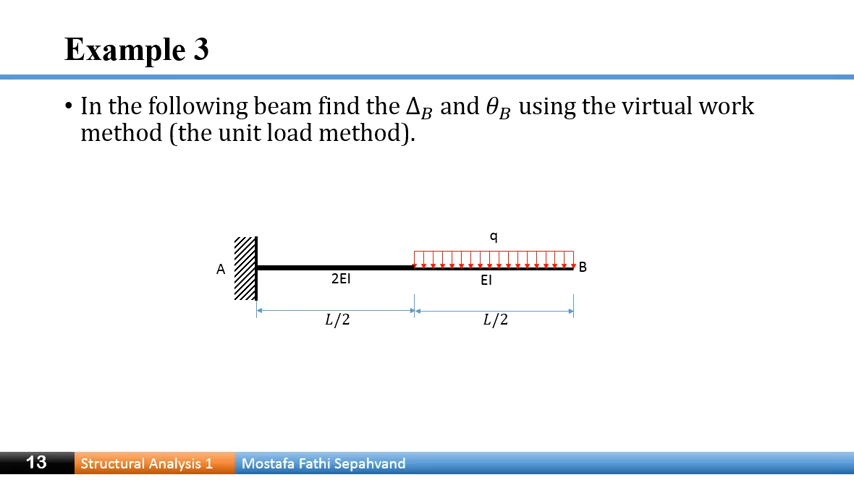 Example 3
• In the following beam find the Δ_B and θ_B using the virtual work
method (the unit load method).
q
A
B
2EI
EI
L/2
L/2
13
Structural Analysis 1
Mostafa Fathi Sepahvand